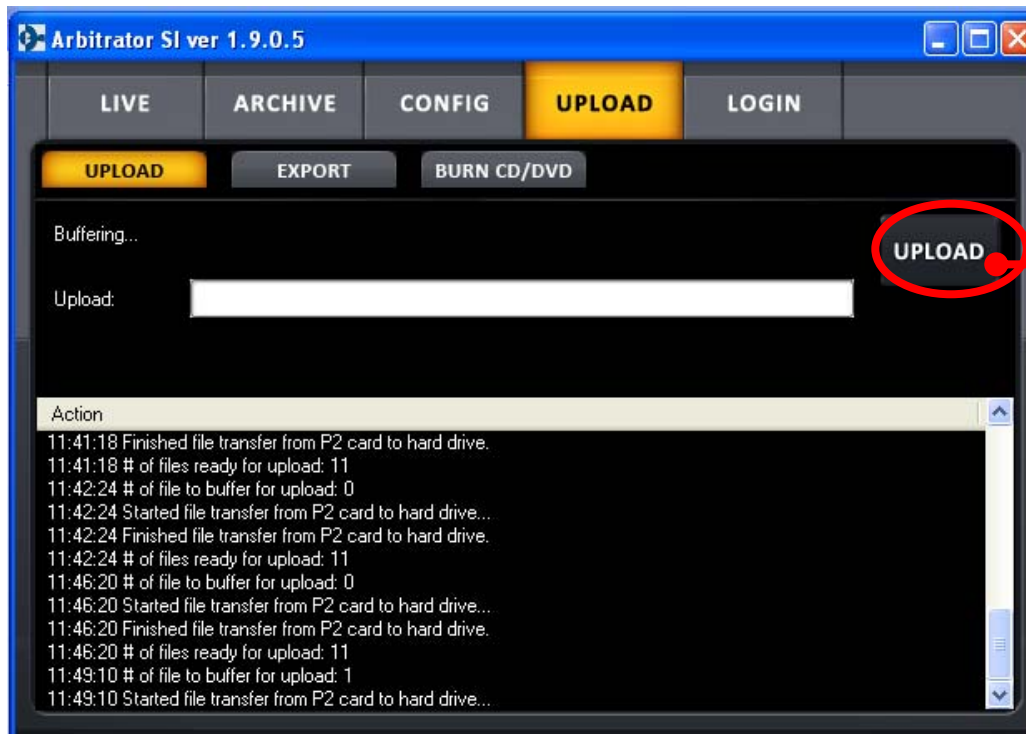 Arbitrator SI ver 1.9.0.5
LIVE ARCHIVE CONFIG UPLOAD LOGIN
UPLOAD EXPORT BURN CD/DVD
Buffering...
UPLOAD
Upload:
Action
11:41:18 Finished file transfer from P2 card to hard drive.
11:41:18 # of files ready for upload: 11
11:42:24 # of file to buffer for upload: 0
11:42:24 Started file transfer from P2 card to hard drive...
11:42:24 Finished file transfer from P2 card to hard drive.
11:42:24 # of files ready for upload: 11
11:46:20 # of file to buffer for upload: 0
11:46:20 Started file transfer from P2 card to hard drive...
11:46:20 Finished file transfer from P2 card to hard drive.
11:46:20 # of files ready for upload: 11
11:49:10 # of file to buffer for upload: 1
11:49:10 Started file transfer from P2 card to hard drive...